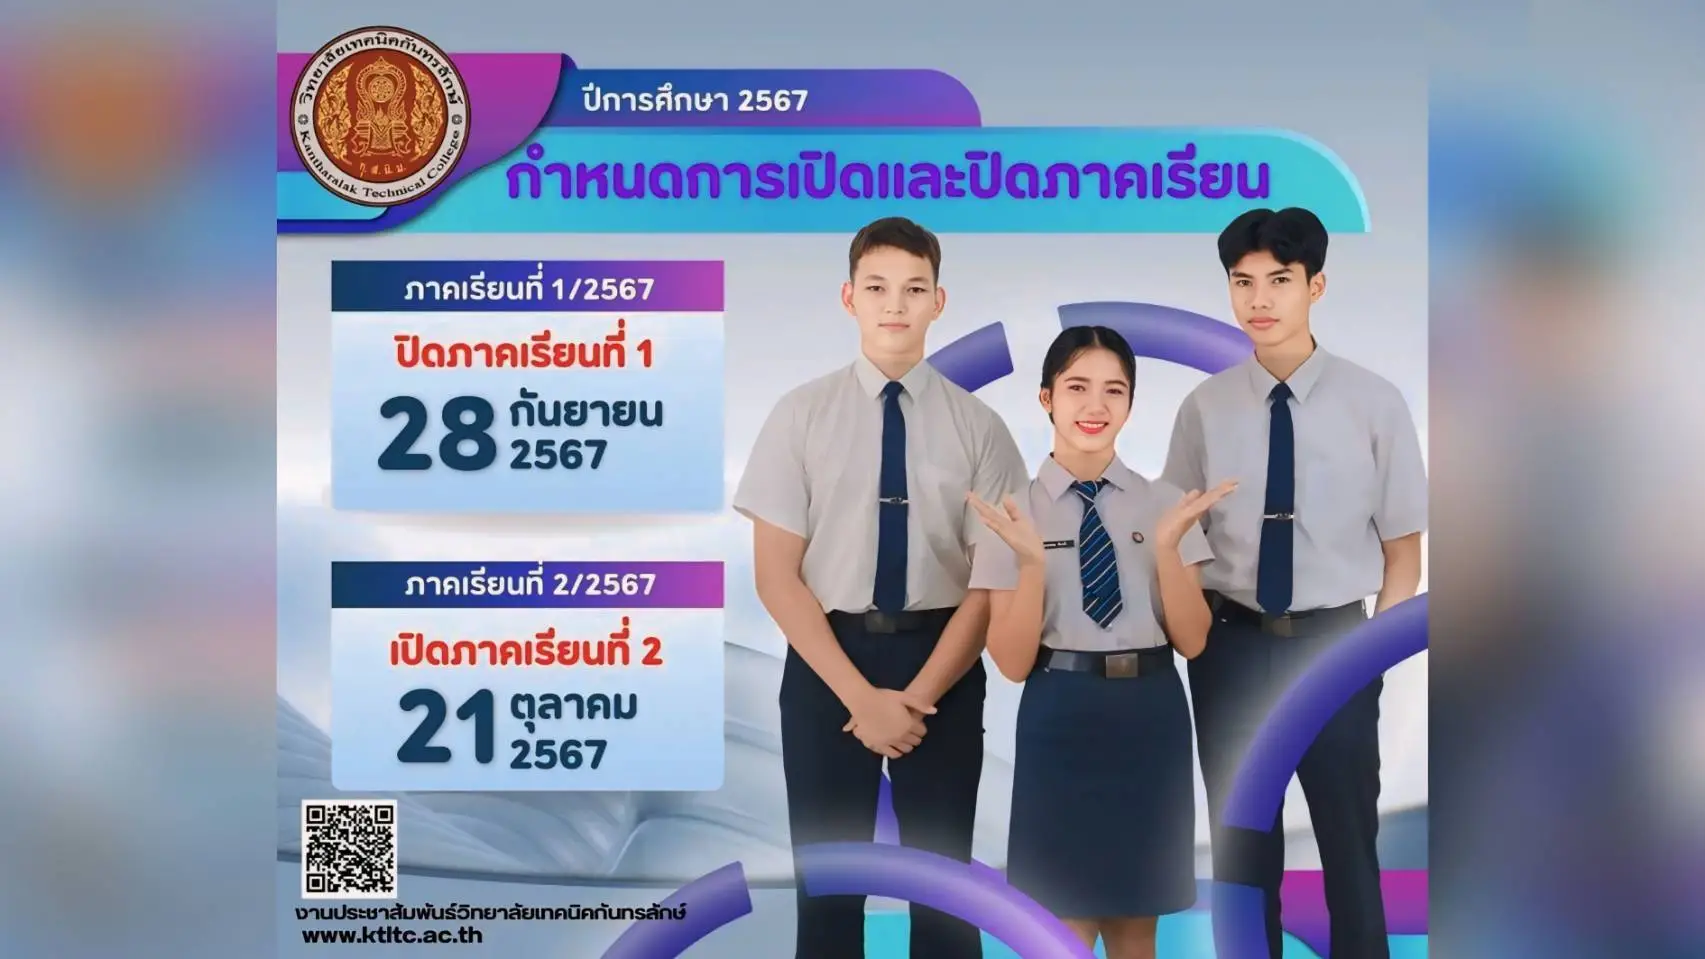 วิทยาลัยเทคนิคกันทรลักษ์
Kantharalak Technical College
ปีการศึกษา 2567
กำหนดการเปิดและปิดภาคเรียน
ภาคเรียนที่ 1/2567
ปิดภาคเรียนที่ 1
28 กันยายน
2567
ภาคเรียนที่ 2/2567
เปิดภาคเรียนที่ 2
21 ตุลาคม
2567
งานประชาสัมพันธ์วิทยาลัยเทคนิคกันทรลักษ์
www.ktltc.ac.th